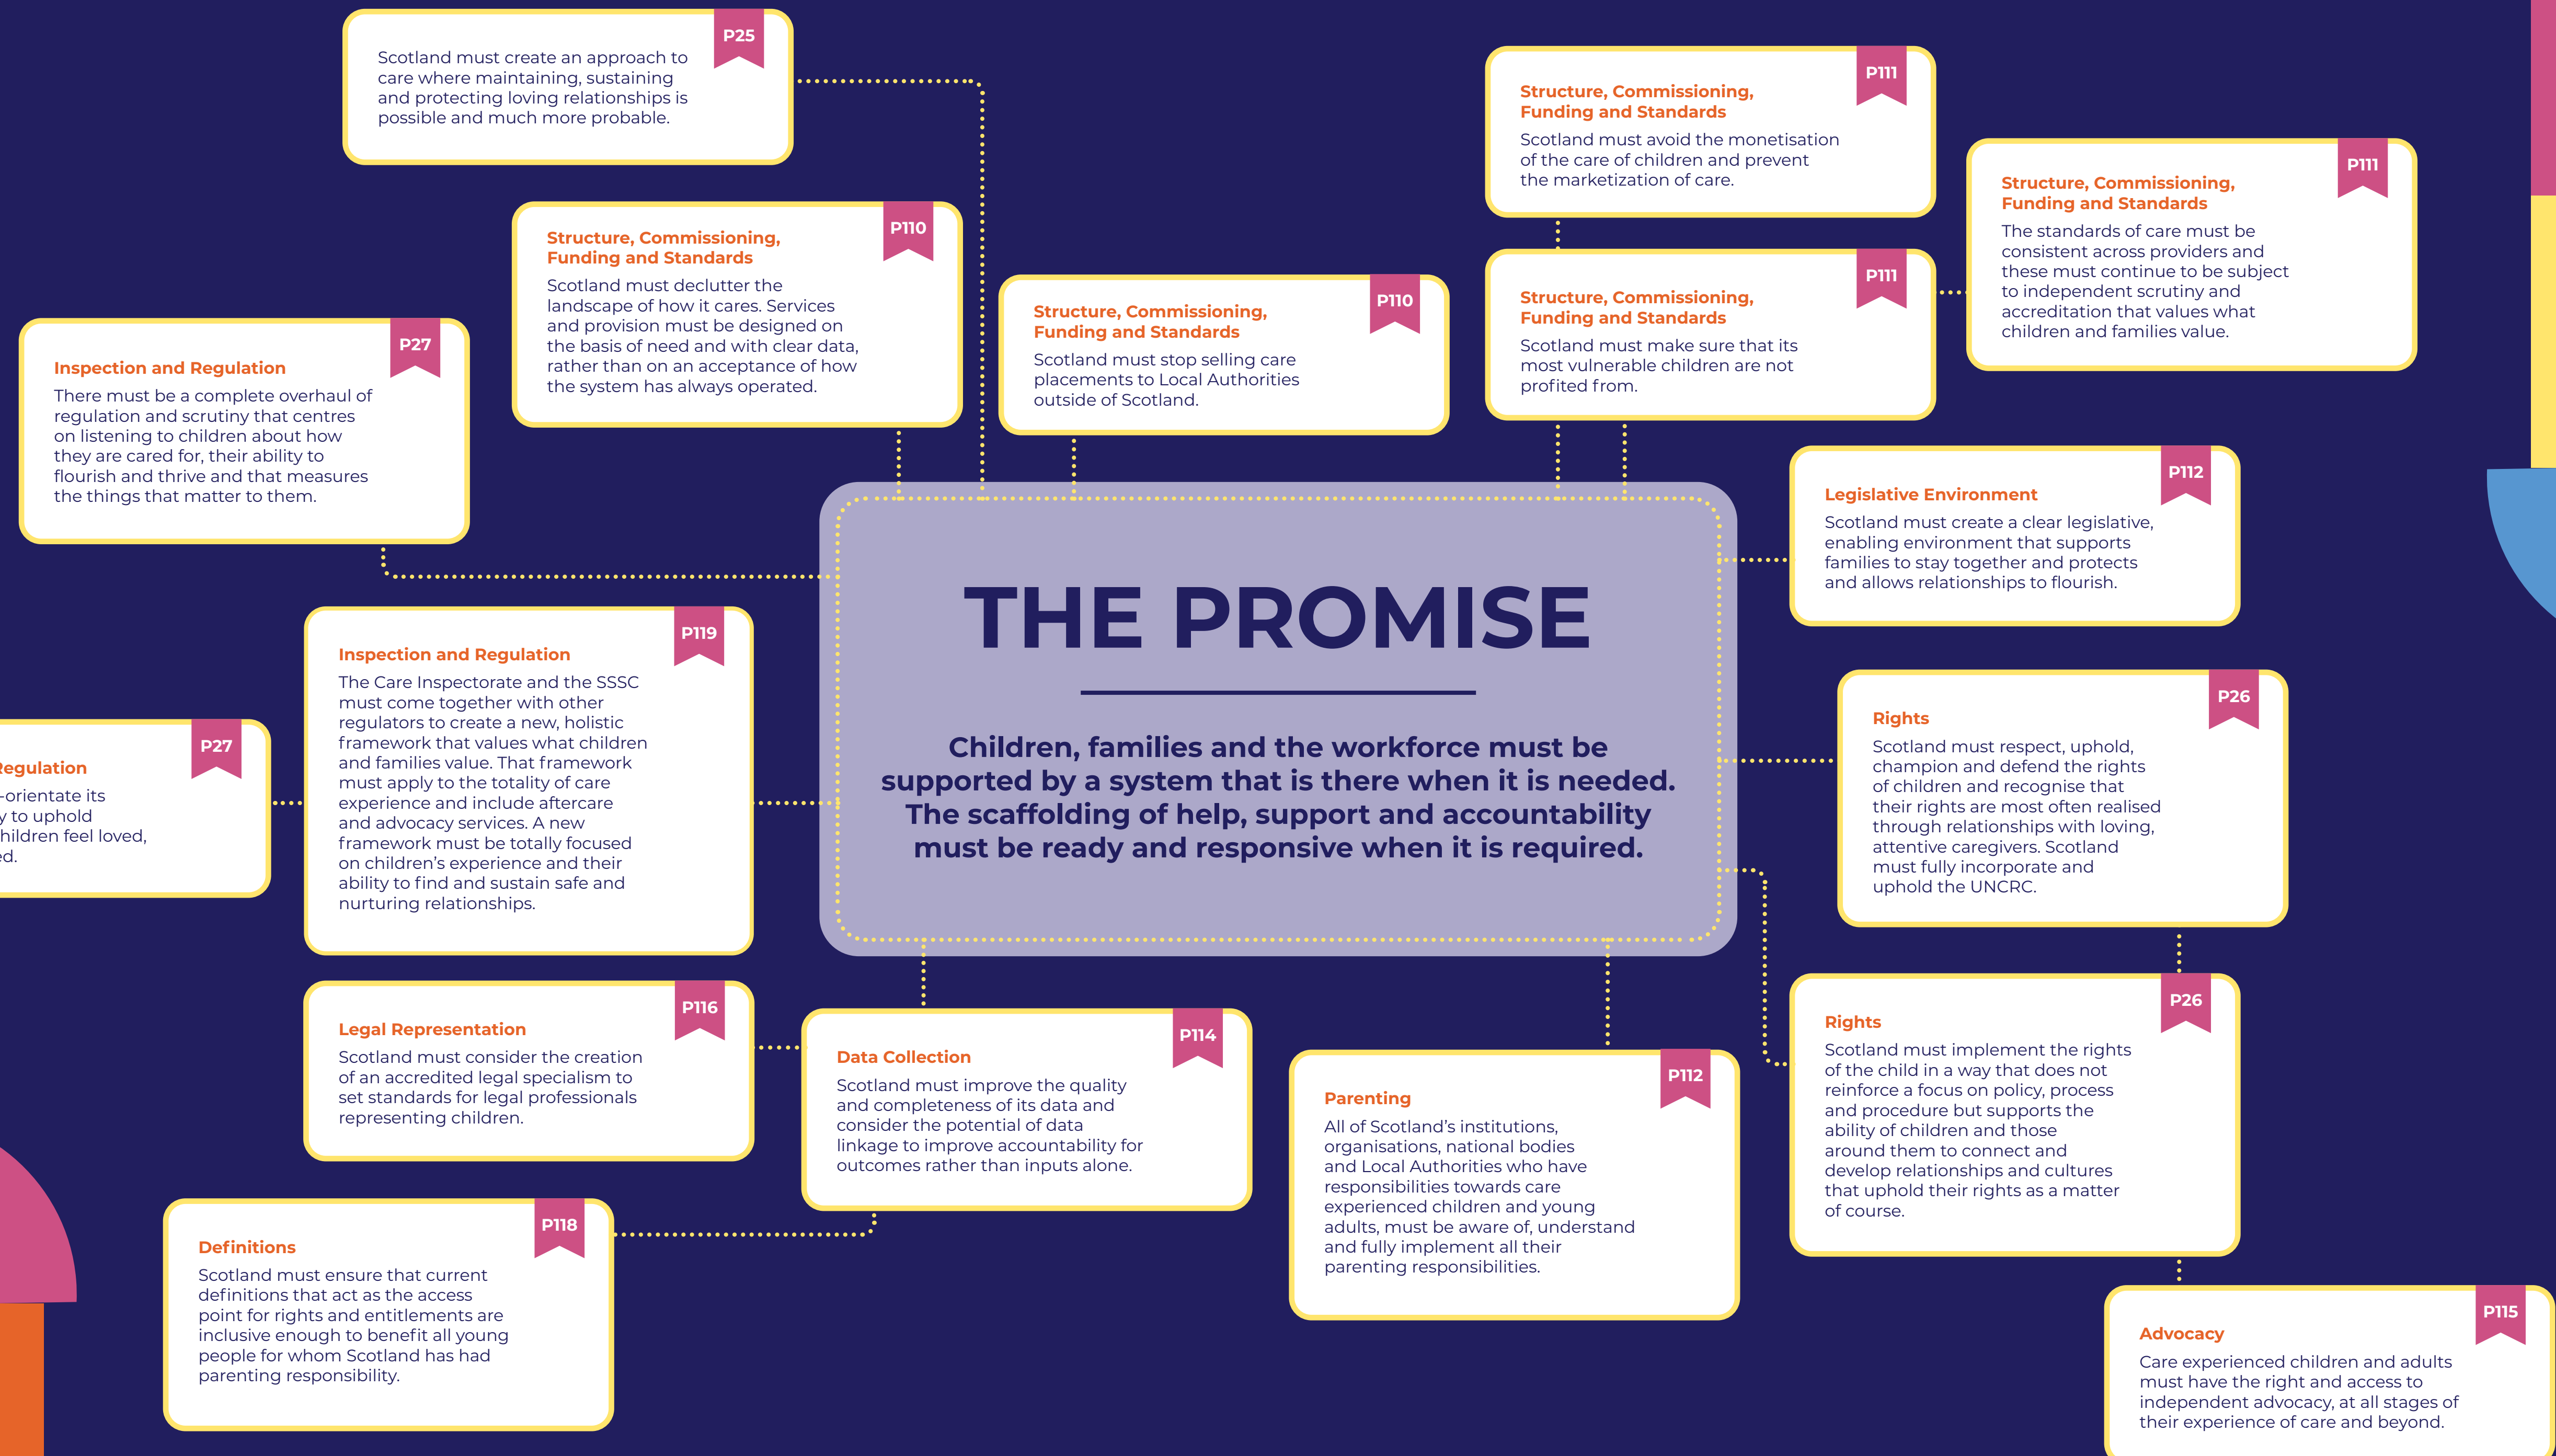 P25
Scotland must create an approach to
care where maintaining, sustaining
and protecting loving relationships is
possible and much more probable.
P111
Structure, Commissioning,
Funding and Standards
Scotland must avoid the monetisation
of the care of children and prevent
the marketization of care.
P111
Structure, Commissioning,
Funding and Standards
The standards of care must be
consistent across providers and
these must continue to be subject
to independent scrutiny and
accreditation that values what
children and families value.
P110
Structure, Commissioning,
Funding and Standards
Scotland must declutter the
landscape of how it cares. Services
and provision must be designed on
the basis of need and with clear data,
rather than on an acceptance of how
the system has always operated.
P110
Structure, Commissioning,
Funding and Standards
Scotland must stop selling care
placements to Local Authorities
outside of Scotland.
P111
Structure, Commissioning,
Funding and Standards
Scotland must make sure that its
most vulnerable children are not
profited from.
P27
Inspection and Regulation
There must be a complete overhaul of
regulation and scrutiny that centres
on listening to children about how
they are cared for, their ability to
flourish and thrive and that measures
the things that matter to them.
P112
Legislative Environment
Scotland must create a clear legislative,
enabling environment that supports
families to stay together and protects
and allows relationships to flourish.
THE PROMISE
Children, families and the workforce must be
supported by a system that is there when it is needed.
The scaffolding of help, support and accountability
must be ready and responsive when it is required.
P119
Inspection and Regulation
The Care Inspectorate and the SSSC
must come together with other
regulators to create a new, holistic
framework that values what children
and families value. That framework
must apply to the totality of care
experience and include aftercare
and advocacy services. A new
framework must be totally focused
on children’s experience and their
ability to find and sustain safe and
nurturing relationships.
P27
Regulation
-orientate its
y to uphold
hildren feel loved,
ed.
P26
Rights
Scotland must respect, uphold,
champion and defend the rights
of children and recognise that
their rights are most often realised
through relationships with loving,
attentive caregivers. Scotland
must fully incorporate and
uphold the UNCRC.
P116
Legal Representation
Scotland must consider the creation
of an accredited legal specialism to
set standards for legal professionals
representing children.
P114
Data Collection
Scotland must improve the quality
and completeness of its data and
consider the potential of data
linkage to improve accountability for
outcomes rather than inputs alone.
P112
Parenting
All of Scotland’s institutions,
organisations, national bodies
and Local Authorities who have
responsibilities towards care
experienced children and young
adults, must be aware of, understand
and fully implement all their
parenting responsibilities.
P26
Rights
Scotland must implement the rights
of the child in a way that does not
reinforce a focus on policy, process
and procedure but supports the
ability of children and those
around them to connect and
develop relationships and cultures
that uphold their rights as a matter
of course.
P118
Definitions
Scotland must ensure that current
definitions that act as the access
point for rights and entitlements are
inclusive enough to benefit all young
people for whom Scotland has had
parenting responsibility.
P115
Advocacy
Care experienced children and adults
must have the right and access to
independent advocacy, at all stages of
their experience of care and beyond.